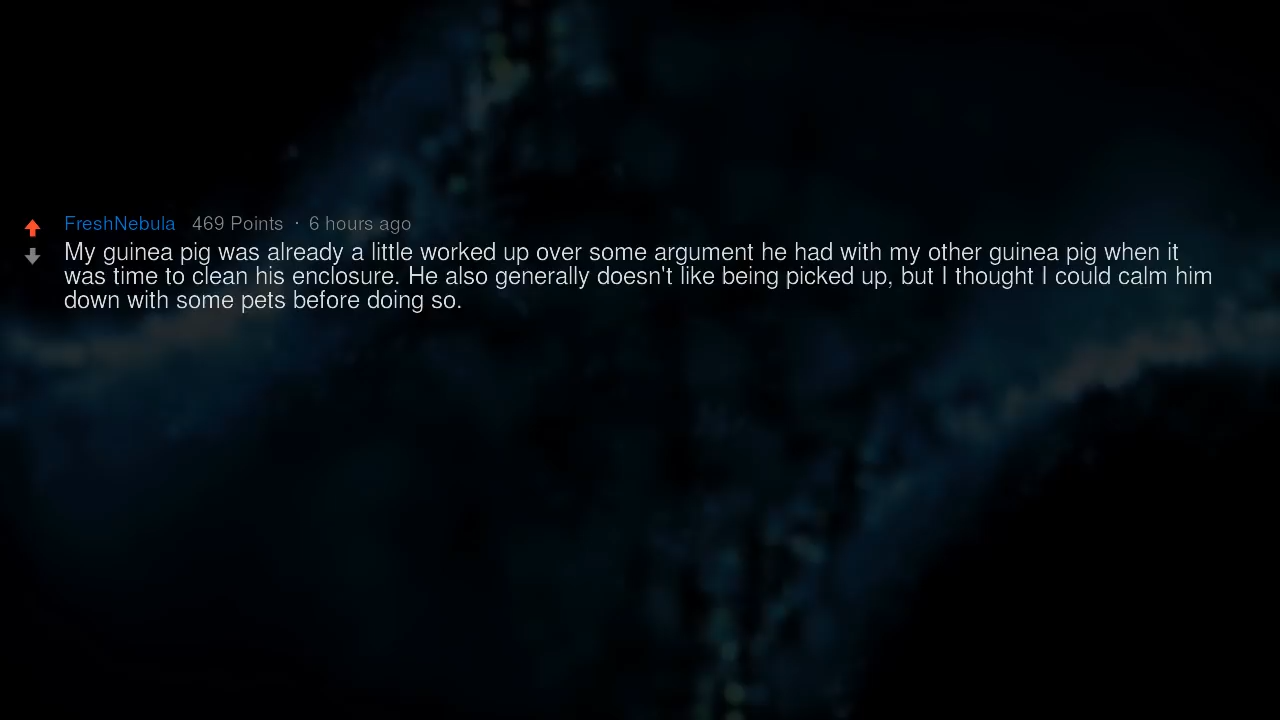 FreshNebula 469 Points · 6 hours ago
My guinea pig was already a little worked up over some argument he had with my other guinea pig when it
was time to clean his enclosure. He also generally doesn't like being picked up, but I thought I could calm him
down with some pets before doing so.